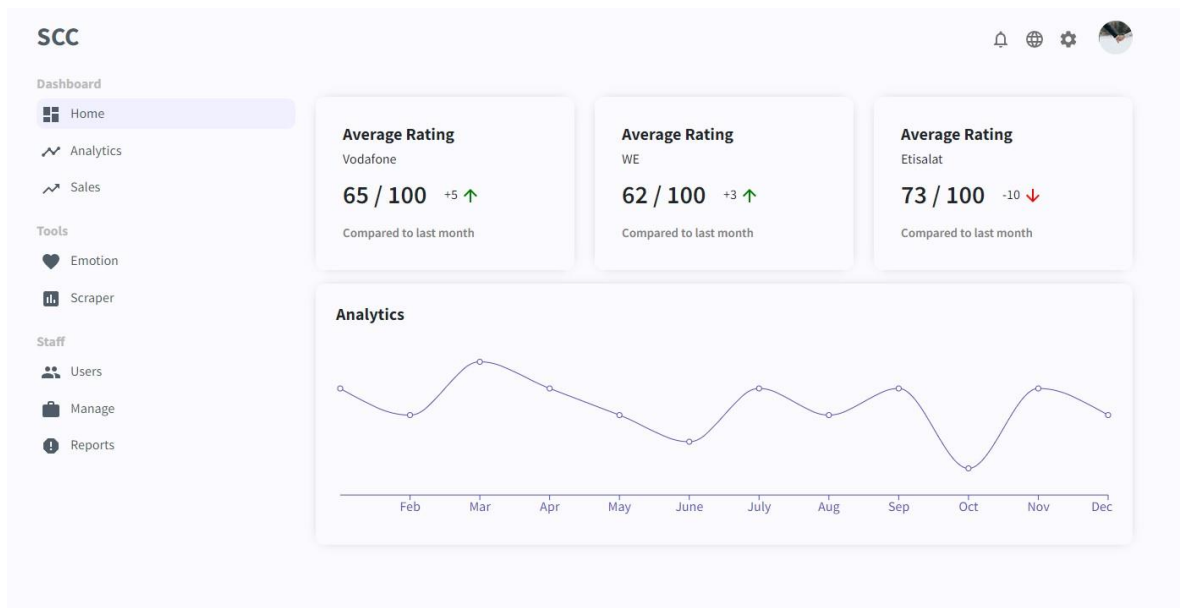 SCC
Dashboard
Home
Analytics
Sales
Tools
Emotion
Scraper
Staff
Users
Manage
Reports
Average Rating
Vodafone
65 / 100 +5
Compared to last month
Average Rating
WE
62 / 100 +3
Compared to last month
Average Rating
Etisalat
73 / 100 -10
Compared to last month
Analytics
Feb Mar Apr May June July Aug Sep Oct Nov Dec